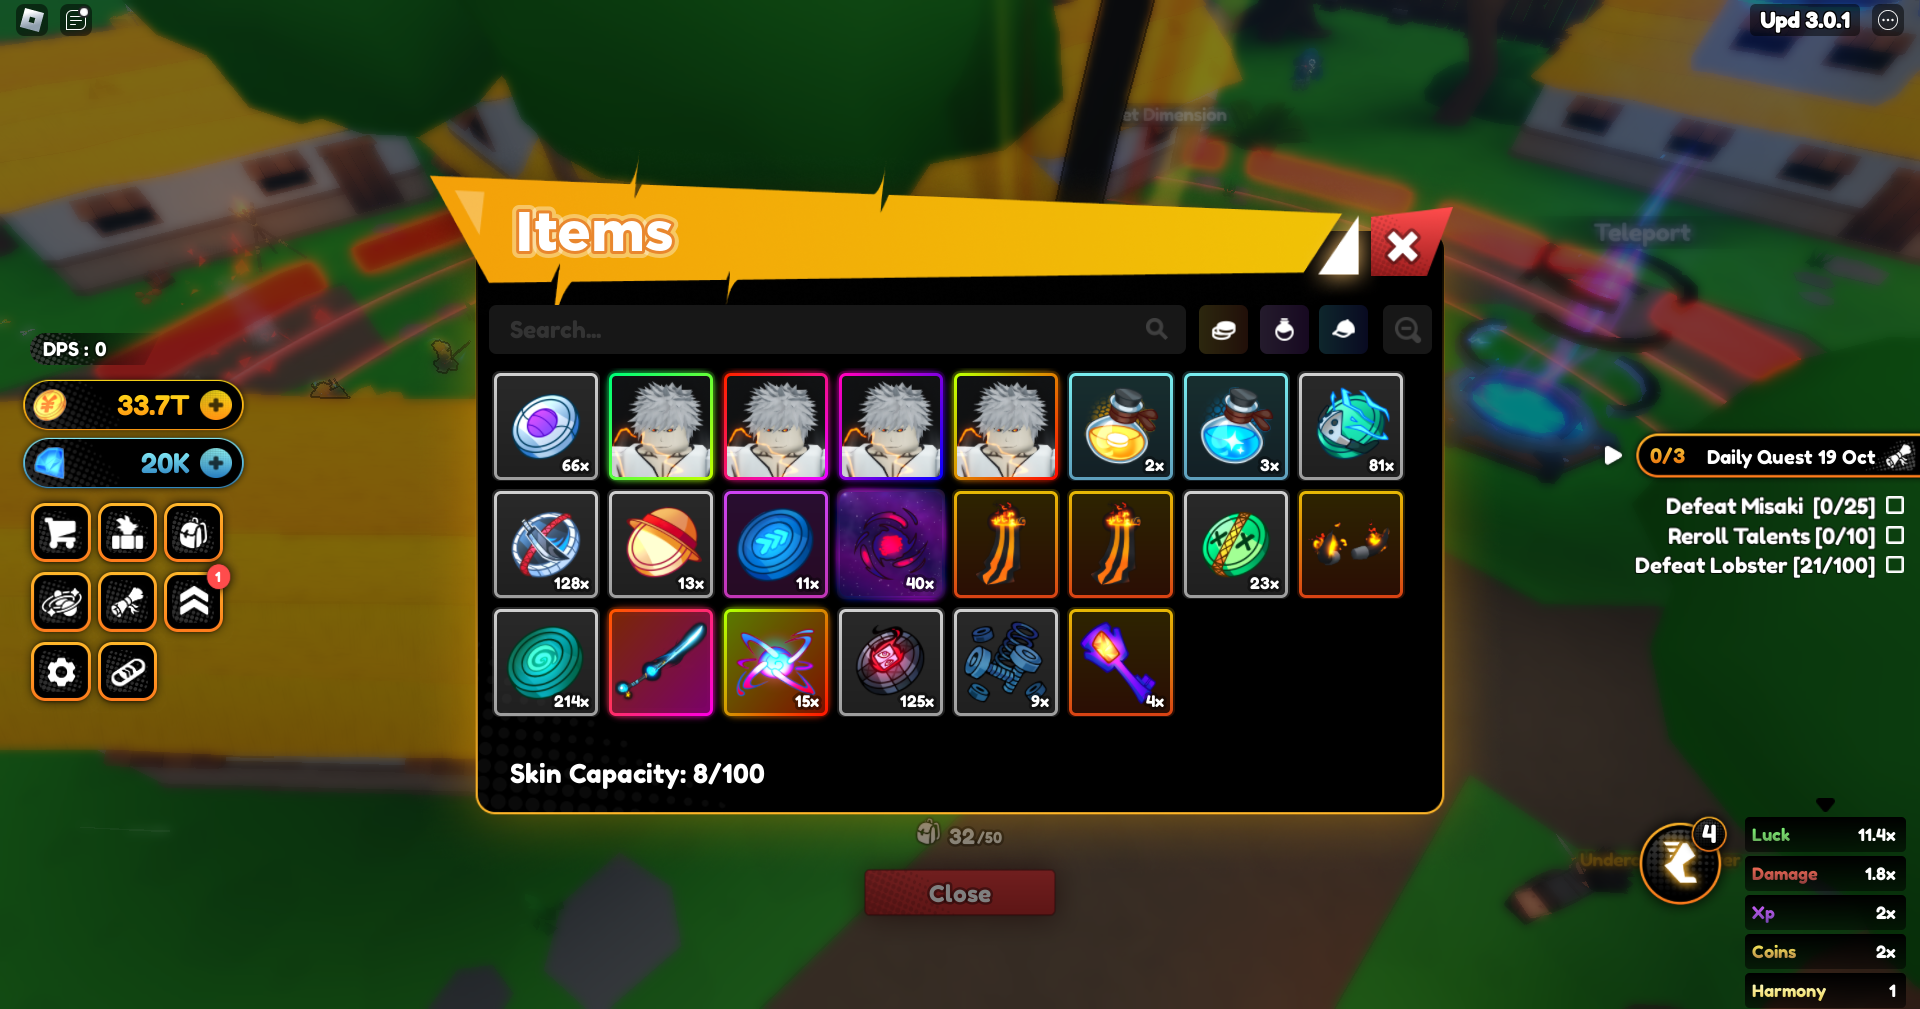 Upd 3.0.1
et Dimension
Items
Teleport
Search...
DPS : 0
33.7T
20K
1
66x
2x
3x
81x
128x
13x
11x
40x
23x
214x
15x
125x
9x
4x
Skin Capacity: 8/100
32/50
Close
0/3 Daily Quest 19 Oct
Defeat Misaki [0/25]
Reroll Talents [0/10]
Defeat Lobster [21/100]
4
Luck 11.4x
Damage 1.8x
Xp 2x
Coins 2x
Harmony 1